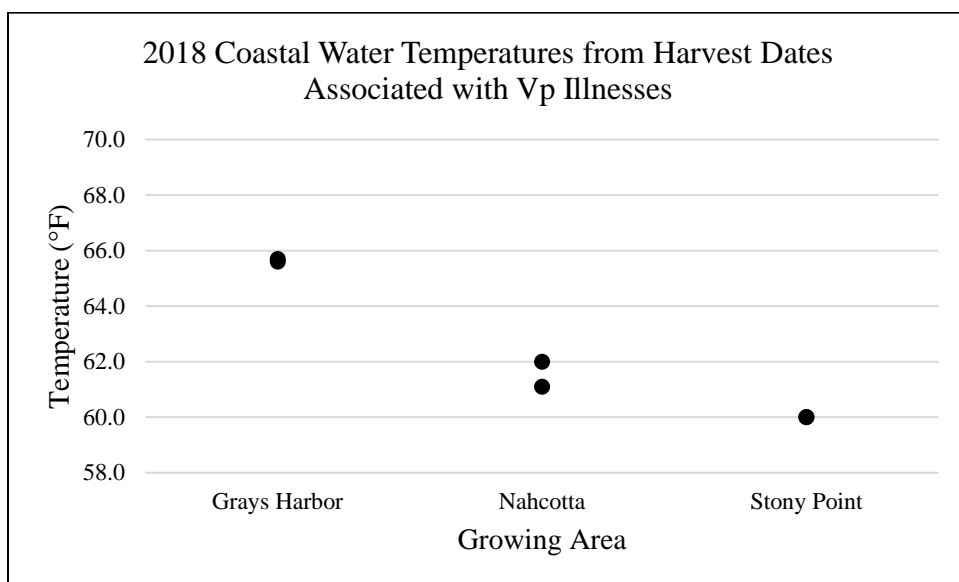 2018 Coastal Water Temperatures from Harvest Dates
Associated with Vp Illnesses
Temperature (°F)
70.0
68.0
66.0
64.0
62.0
60.0
58.0
Grays Harbor Nahcotta Stony Point
Growing Area